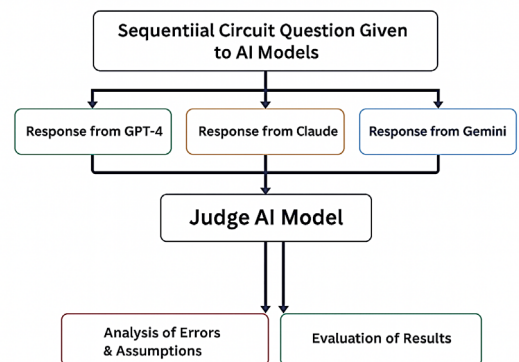 Sequentiial Circuit Question Given
to AI Models
Response from GPT-4
Response from Claude
Response from Gemini
Judge AI Model
Analysis of Errors
& Assumptions
Evaluation of Results